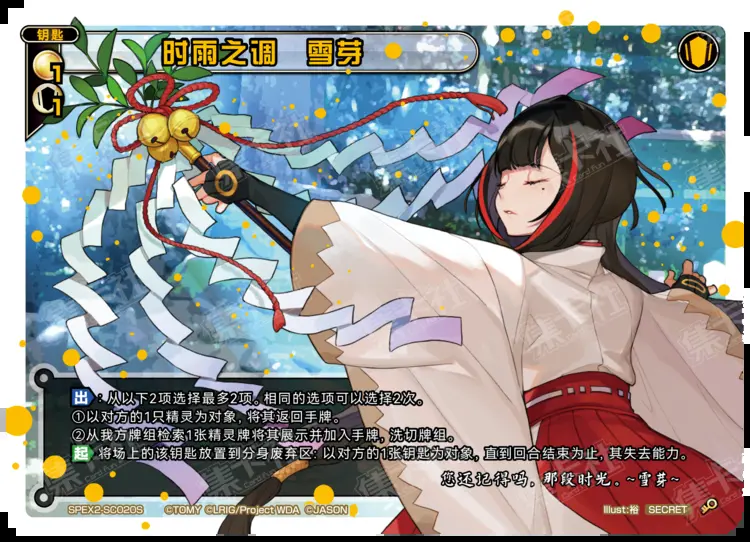 钥匙
时雨之调 雪芽
1
1
出：从以下2项选择最多2项。相同的选项可以选择2次。
①以对方的1只精灵为对象，将其返回手牌。
②从我方牌组检索1张精灵牌将其展示并加入手牌，洗切牌组。
起 将场上的该钥匙放置到分身废弃区：以对方的1张钥匙为对象，直到回合结束为止，其失去能力。
您还记得吗。那段时光。~雪芽~
SPEX2-SC020S ©TOMY ©LRIG/Project WDA ©JASON Illust:裕 SECRET
集卡社